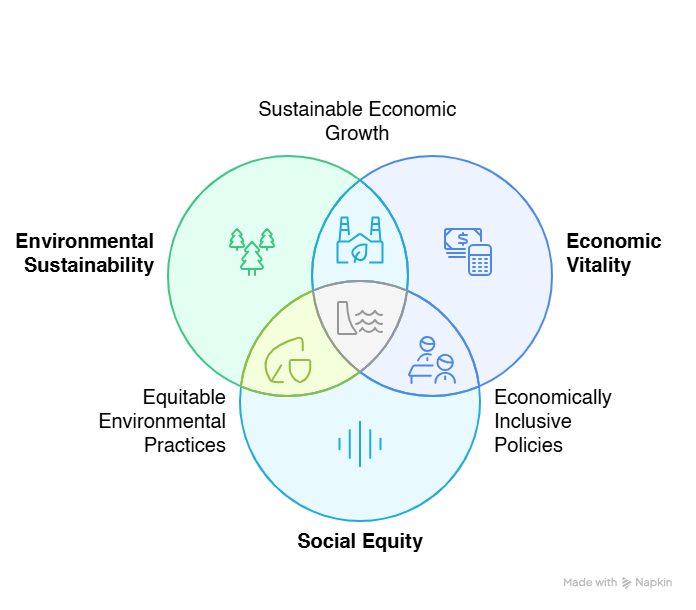 Sustainable Economic
Growth
Environmental
Sustainability
Economic
Vitality
$
Equitable
Environmental
Practices
Economically
Inclusive
Policies
Social Equity
Made with Napkin